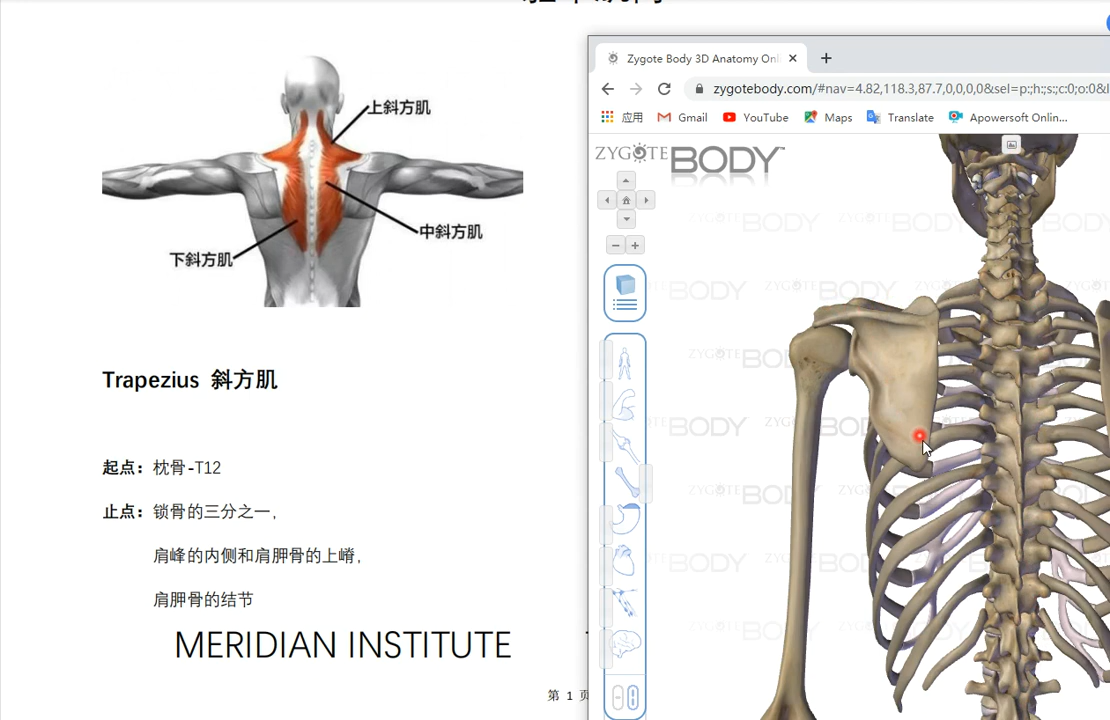 上斜方肌
中斜方肌
下斜方肌
Trapezius 斜方肌
起点：枕骨-T12
止点：锁骨的三分之一，
肩峰的内侧和肩胛骨的上嵴，
肩胛骨的结节
MERIDIAN INSTITUTE
第 1 页
Zygote Body 3D Anatomy Onli
zygotebody.com/#nav=4.82,118.3,87.7,0,0,0,0&sel=p:;h:;s:;c:0;o:0&l
应用 Gmail YouTube Maps Translate Apowersoft Onlin...
ZYGOTE BODY™